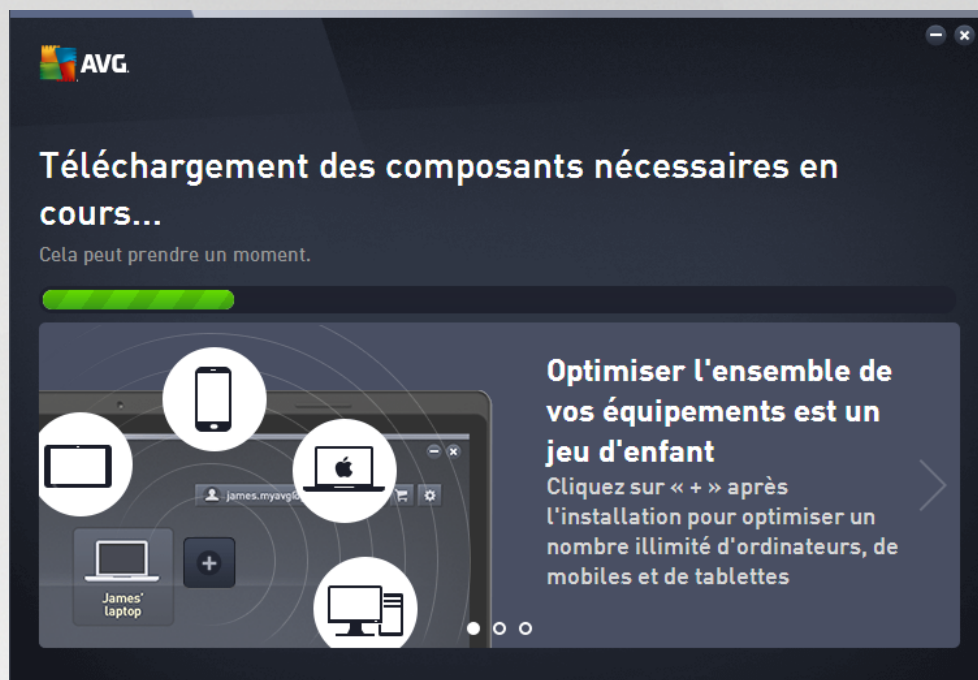 AVG
Téléchargement des composants nécessaires en
cours...
Cela peut prendre un moment.
Optimiser l'ensemble de
vos équipements est un
jeu d'enfant
Cliquez sur « + » après
l'installation pour optimiser un
nombre illimité d'ordinateurs, de
mobiles et de tablettes
james.myavg
James'
laptop